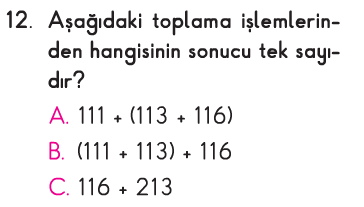 12. Aşağıdaki toplama işlemlerin-
den hangisinin sonucu tek sayı-
dır?
A. 111 + (113 + 116)
B. (111 + 113) + 116
C. 116 + 213